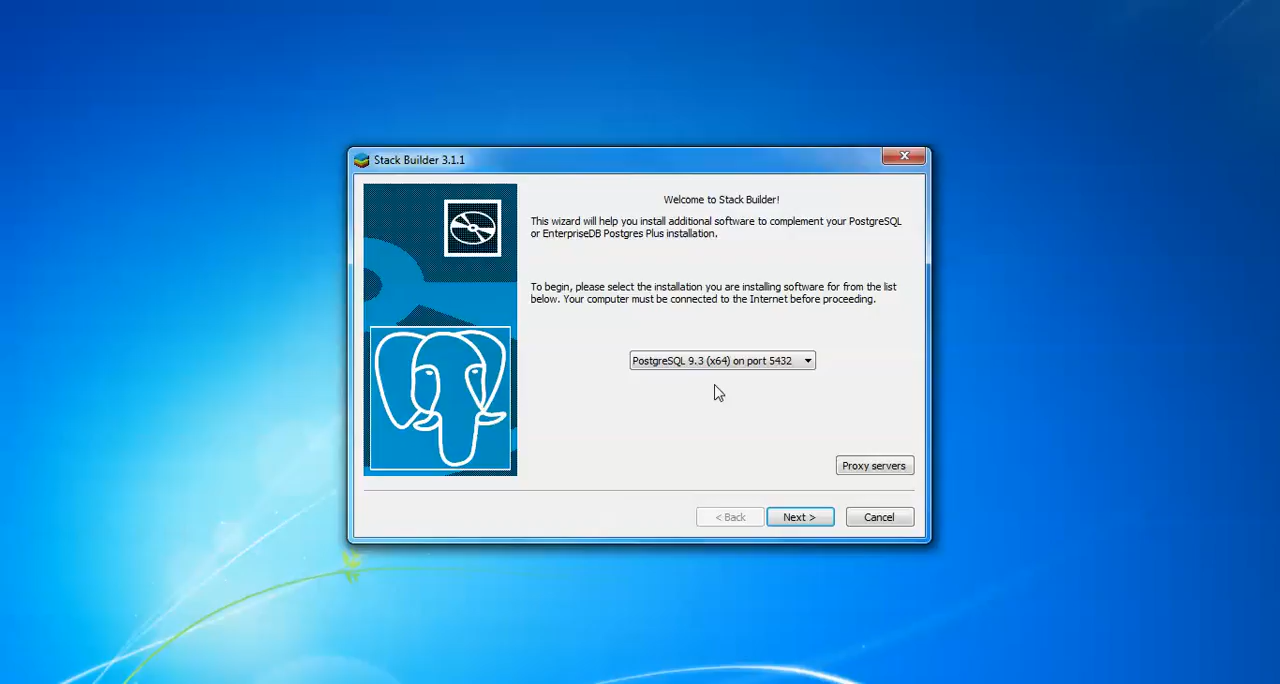 Stack Builder 3.1.1
Welcome to Stack Builder!
This wizard will help you install additional software to complement your PostgreSQL
or EnterpriseDB Postgres Plus installation.
To begin, please select the installation you are installing software for from the list
below. Your computer must be connected to the Internet before proceeding.
PostgreSQL 9.3 (x64) on port 5432
Proxy servers
< Back Next > Cancel